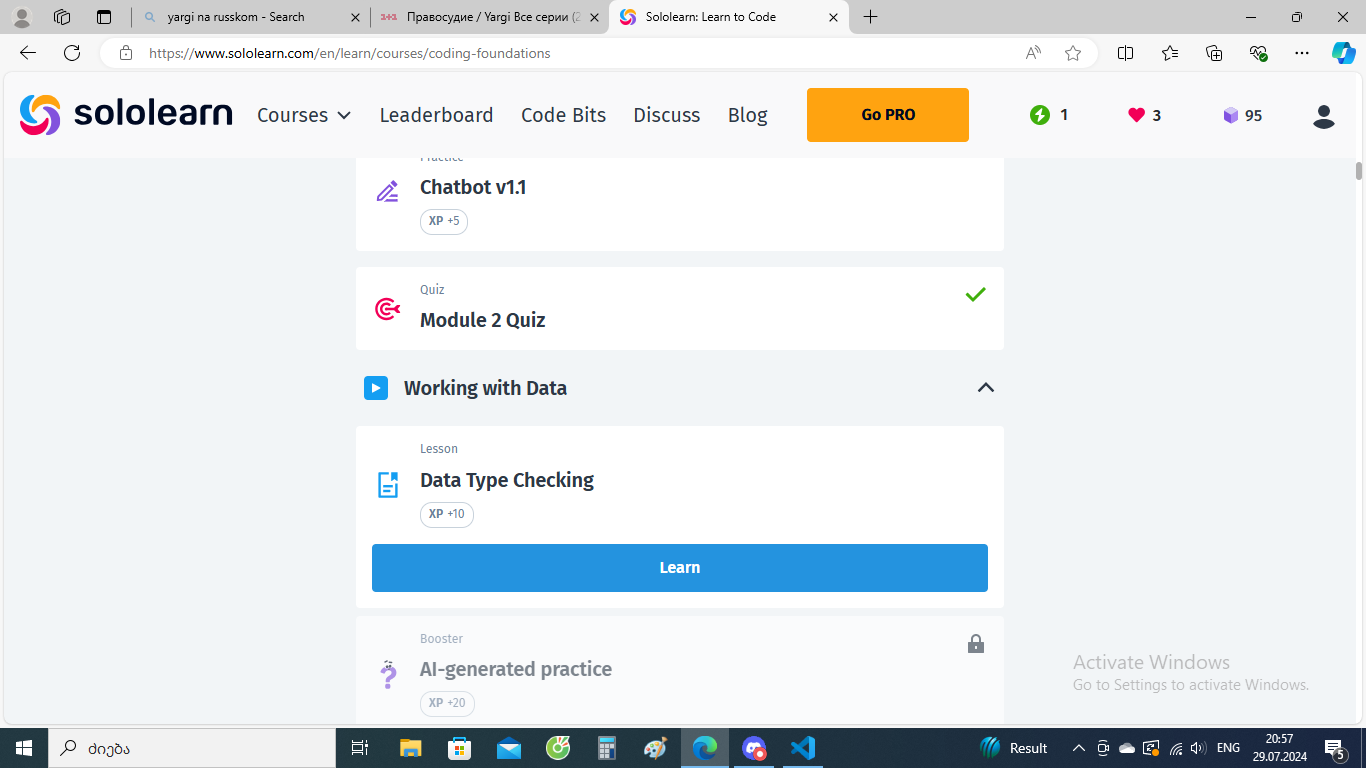 yargi na russkom - Search
1+1
Правосудие / Yargi Все серии (2
Sololearn: Learn to Code
https://www.sololearn.com/en/learn/courses/coding-foundations
sololearn
Courses
Leaderboard
Code Bits
Discuss
Blog
Go PRO
1
3
95
Practice
Chatbot v1.1
XP +5
Quiz
Module 2 Quiz
Working with Data
Lesson
Data Type Checking
XP +10
Learn
Booster
AI-generated practice
XP +20
Activate Windows
Go to Settings to activate Windows.
ძიება
Result
ENG
20:57
29.07.2024
5